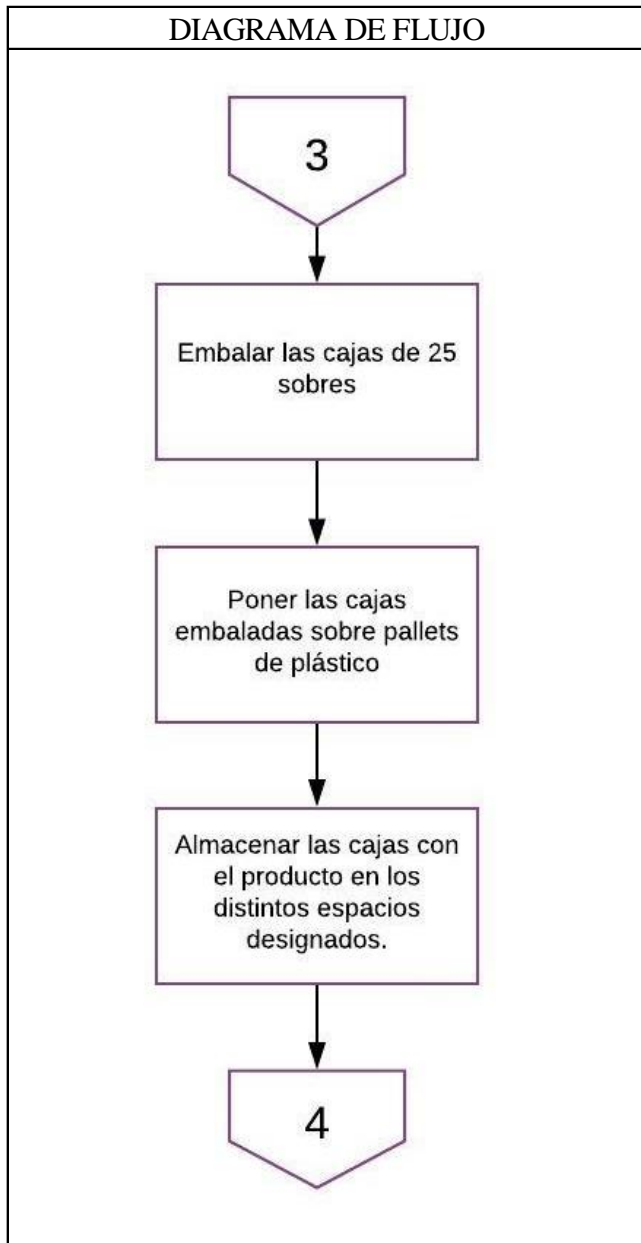 DIAGRAMA DE FLUJO
3
Embalar las cajas de 25
sobres
Poner las cajas
embaladas sobre pallets
de plástico
Almacenar las cajas con
el producto en los
distintos espacios
designados.
4